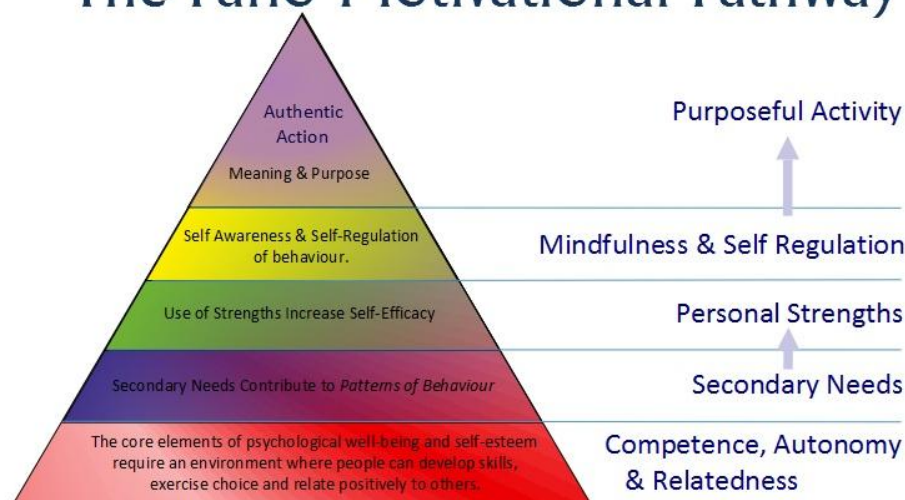 The Motivational Pathway
Authentic
Action
Meaning & Purpose
Purposeful Activity
Self Awareness & Self-Regulation
of behaviour.
Mindfulness & Self Regulation
Use of Strengths Increase Self-Efficacy
Personal Strengths
Secondary Needs Contribute to Patterns of Behaviour
Secondary Needs
The core elements of psychological well-being and self-esteem
require an environment where people can develop skills,
exercise choice and relate positively to others.
Competence, Autonomy
& Relatedness